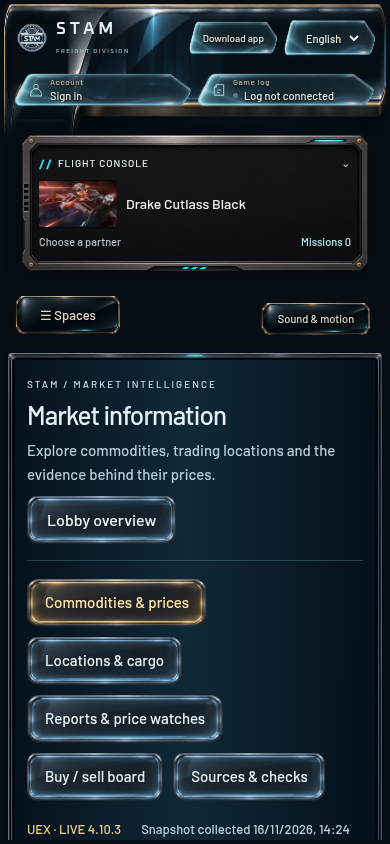 STAM
STAM
FREIGHT DIVISION
Download app
English
Account
Sign in
Game log
Log not connected
// FLIGHT CONSOLE
Drake Cutlass Black
Choose a partner
Missions 0
☰ Spaces
Sound & motion
STAM / MARKET INTELLIGENCE
Market information
Explore commodities, trading locations and the
evidence behind their prices.
Lobby overview
Commodities & prices
Locations & cargo
Reports & price watches
Buy / sell board
Sources & checks
UEX · LIVE 4.10.3
Snapshot collected 16/11/2026, 14:24